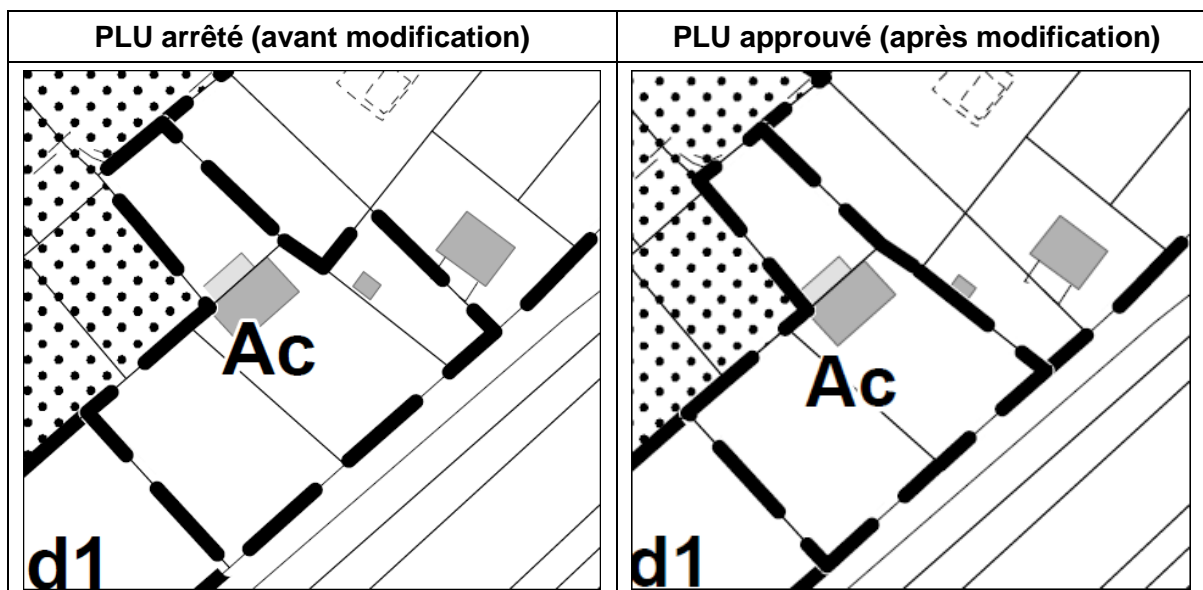 PLU arrêté (avant modification)
PLU approuvé (après modification)
Ac
d1
Ac
d1